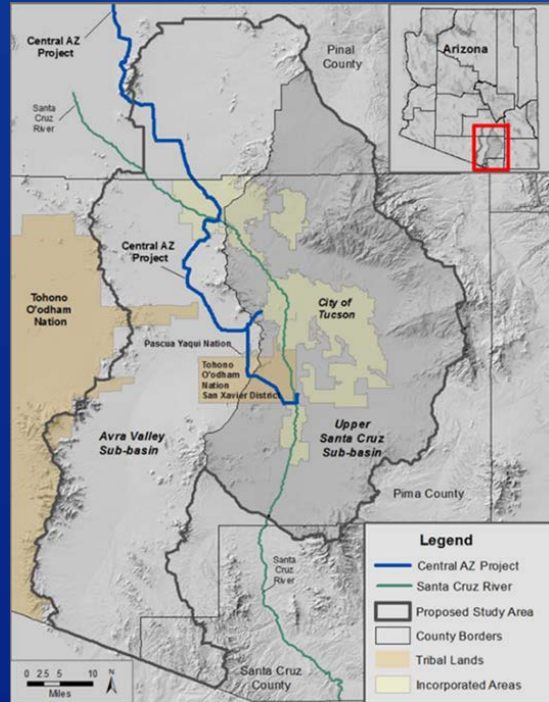 Central AZ
Project
Pinal
County
Arizona
Santa
Cruz
River
Central AZ
Project
Tohono
O'odham
Nation
City of
Tucson
Pascua Yaqui Nation
Tohono
O'odham
Nation
San Xavier District
Avra Valley
Sub-basin
Upper
Santa Cruz
Sub-basin
Pima County
Santa
Cruz
River
Santa Cruz
County
0 2.5 5 10
Miles
N
Legend
Central AZ Project
Santa Cruz River
Proposed Study Area
County Borders
Tribal Lands
Incorporated Areas